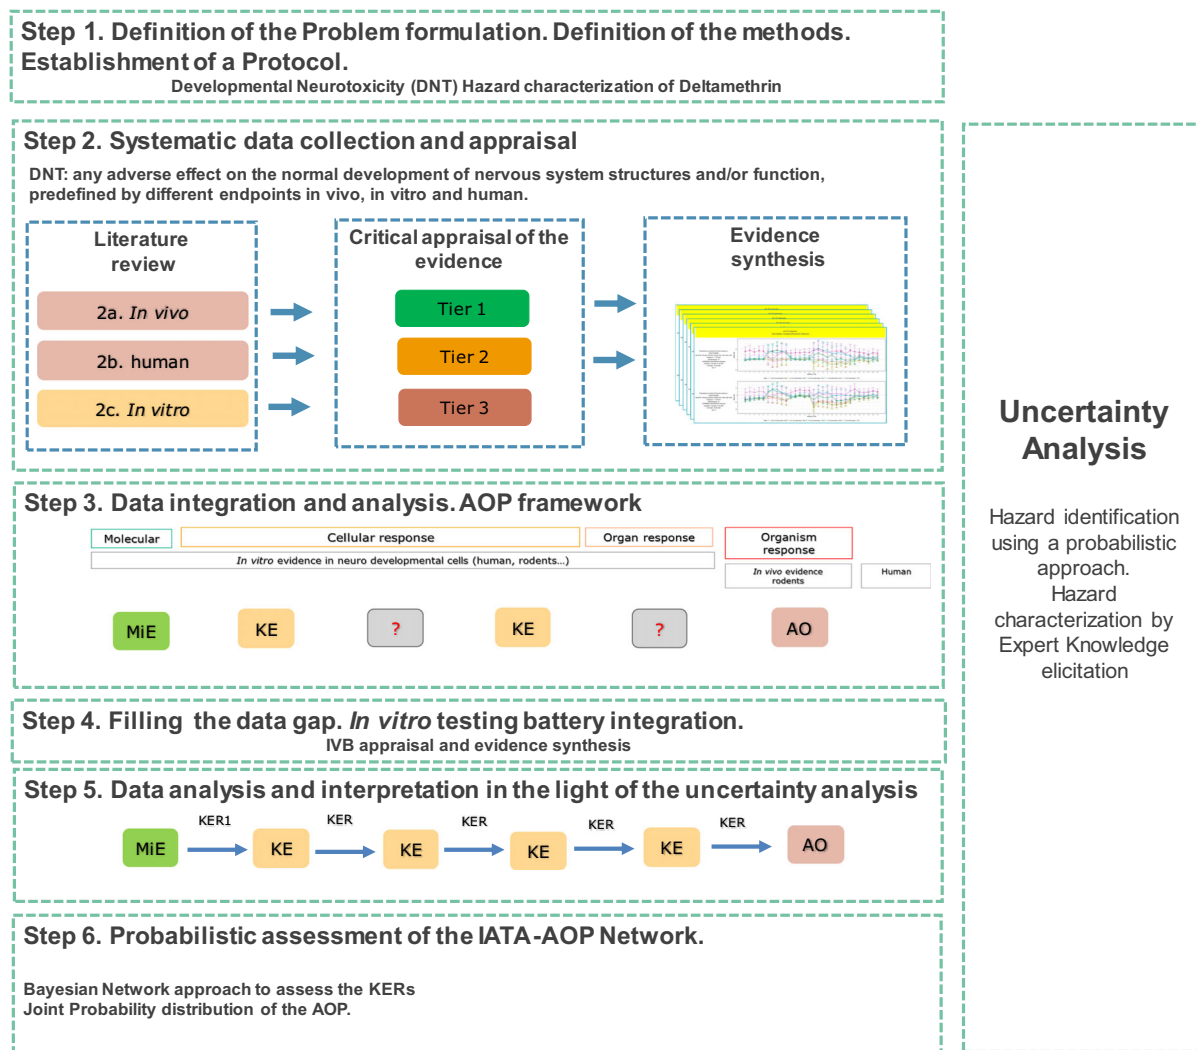 Step 1. Definition of the Problem formulation. Definition of the methods.
Establishment of a Protocol.
Developmental Neurotoxicity (DNT) Hazard characterization of Deltamethrin
Step 2. Systematic data collection and appraisal
DNT: any adverse effect on the normal development of nervous system structures and/or function,
predefined by different endpoints in vivo, in vitro and human.
Literature
review
2a. In vivo
2b. human
2c. In vitro
Critical appraisal of the
evidence
Tier 1
Tier 2
Tier 3
Evidence
synthesis
Step 3. Data integration and analysis. AOP framework
Molecular
Cellular response
Organ response
Organism
response
In vitro evidence in neuro developmental cells (human, rodents...)
In vivo evidence
rodents
Human
MiE
KE
?
KE
?
AO
Step 4. Filling the data gap. In vitro testing battery integration.
IVB appraisal and evidence synthesis
Step 5. Data analysis and interpretation in the light of the uncertainty analysis
MiE
KER1
KE
KER
KE
KER
KE
KER
KE
KER
AO
Step 6. Probabilistic assessment of the IATA-AOP Network.
Bayesian Network approach to assess the KERs
Joint Probability distribution of the AOP.
Uncertainty
Analysis
Hazard identification
using a probabilistic
approach.
Hazard
characterization by
Expert Knowledge
elicitation